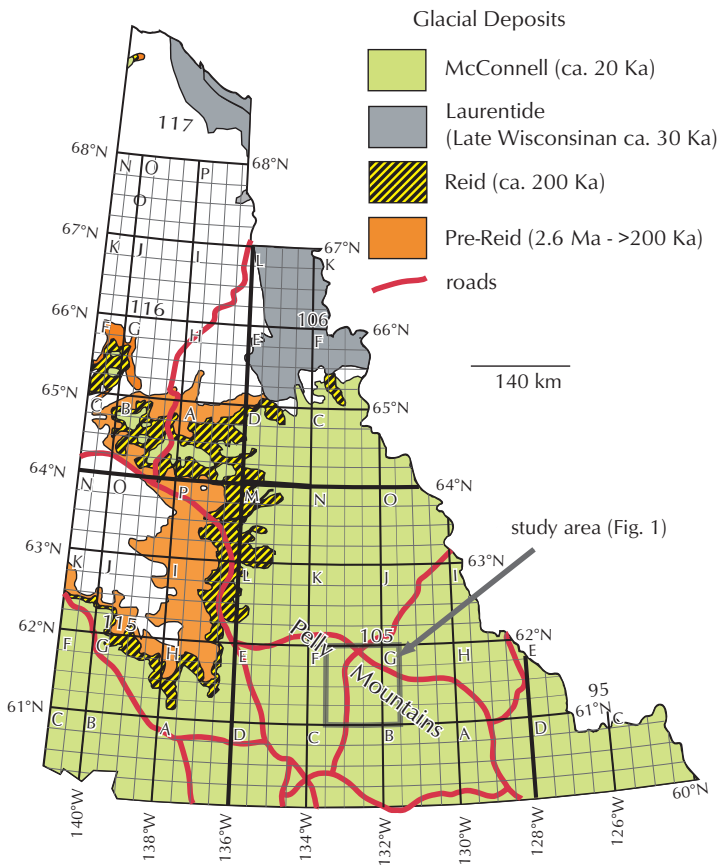 Glacial Deposits
McConnell (ca. 20 Ka)
Laurentide
(Late Wisconsinan ca. 30 Ka)
Reid (ca. 200 Ka)
Pre-Reid (2.6 Ma - >200 Ka)
roads
140 km
study area (Fig. 1)
117
68°N
68°N
N O P
O
67°N
67°N
K J I L K
116
106
66°N
66°N
F G H E F
65°N
65°N
C B A D C
64°N
64°N
N O P M N O
63°N
63°N
K J I L K J I
115
105
62°N
62°N
F G H E F G H E
Pelly
Mountains
95
61°N
61°N
C B A D C B A D C
60°N
140°W
138°W
136°W
134°W
132°W
130°W
128°W
126°W